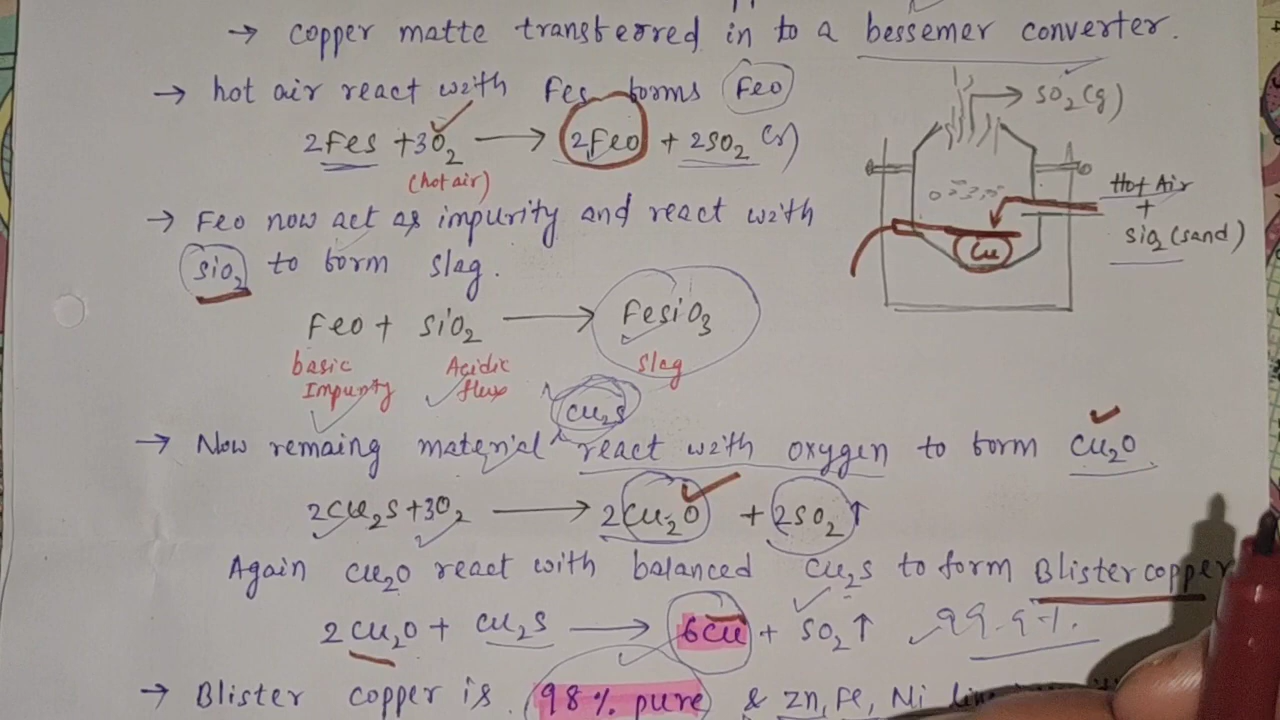 → copper matte transferred in to a bessemer converter.
→ hot air react with Fes forms Feo
2Fes + 3O₂ → 2Feo + 2SO₂ (g)
(hot air)
→ Feo now act as impurity and react with
SiO₂ to form slag.
SO₂(g)
Hot Air
+
SiO₂ (sand)
Cu
Feo + SiO₂ → FeSiO₃
basic Impurity
Acidic flux
Slag
Cu₂S
→ Now remaing material react with oxygen to form Cu₂O.
2Cu₂S + 3O₂ → 2Cu₂O + 2SO₂↑
Again Cu₂O react with balanced Cu₂S to form Blister copper
2Cu₂O + Cu₂S → 6Cu + SO₂↑ 99.9%.
→ Blister copper is 98% pure & Zn, Fe, Ni